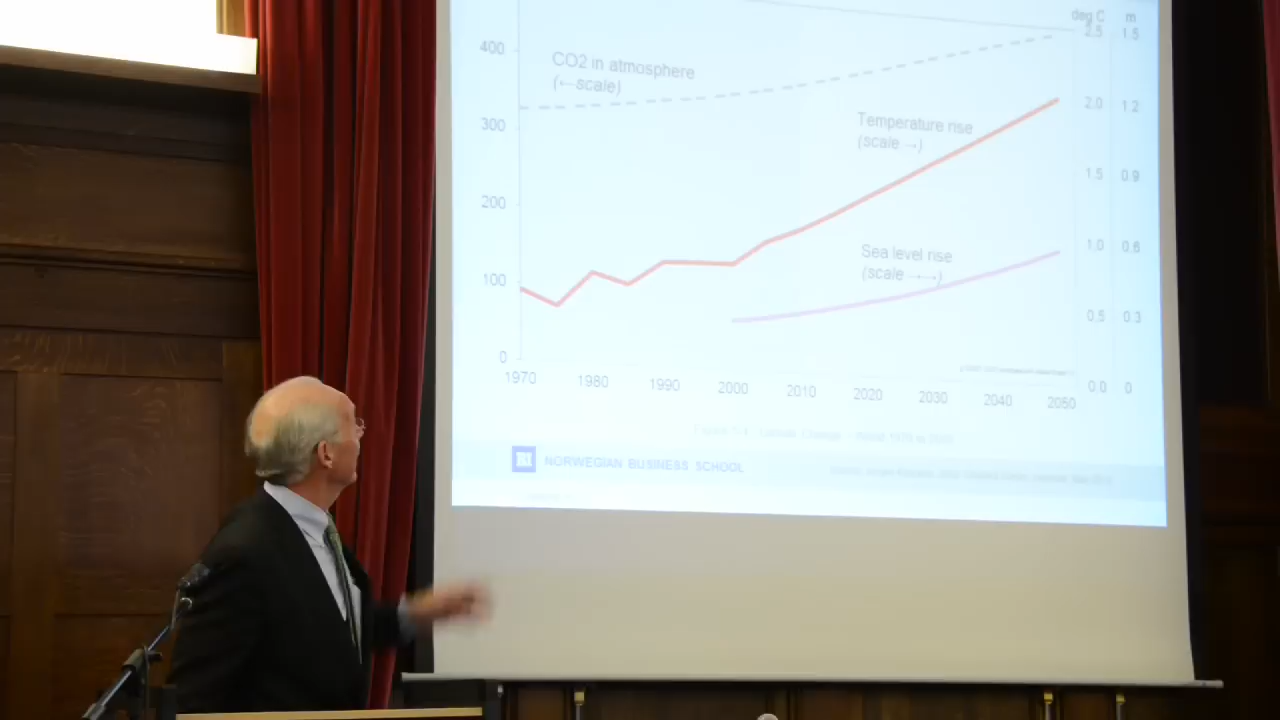 deg C m
400
CO2 in atmosphere
(←scale)
2.5 1.5
300
Temperature rise
(scale →)
2.0 1.2
200
1.5 0.9
100
Sea level rise
(scale →→)
1.0 0.6
0
0.5 0.3
1970 1980 1990 2000 2010 2020 2030 2040 2050
0.0 0
BI NORWEGIAN BUSINESS SCHOOL